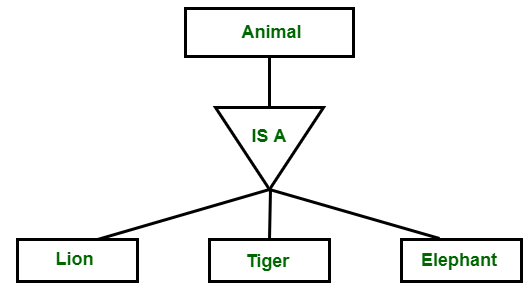 Animal
IS A
Lion
Tiger
Elephant